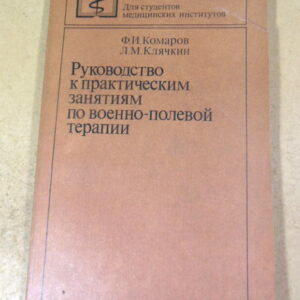 Для студентов
медицинских институтов
Ф.И.Комаров
Л.М.Клячкин
Руководство
к практическим
занятиям
по военно-полевой
терапии